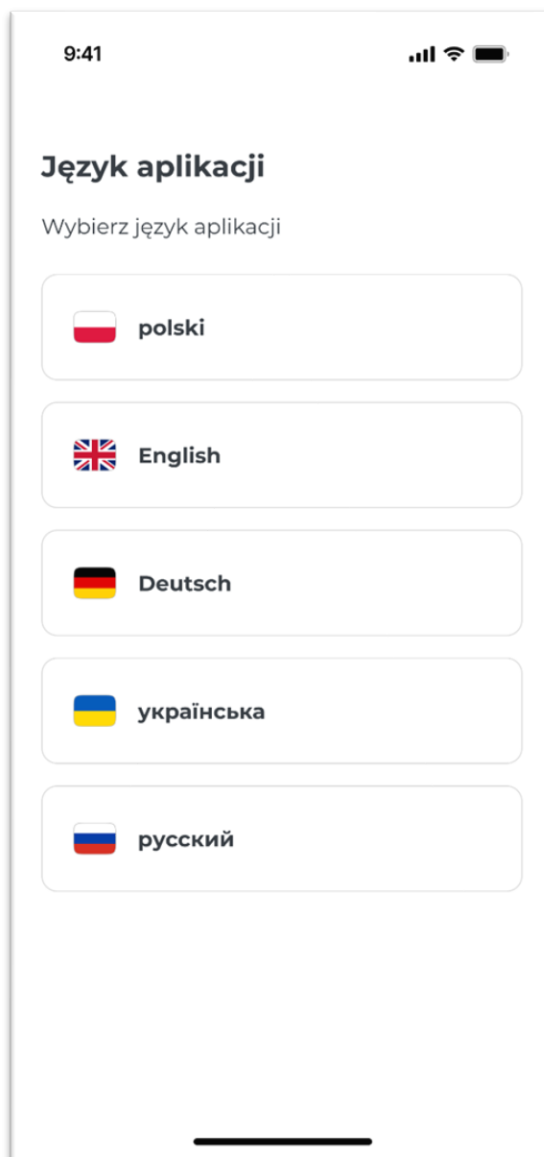 9:41
Język aplikacji
Wybierz język aplikacji
polski
English
Deutsch
українська
русский